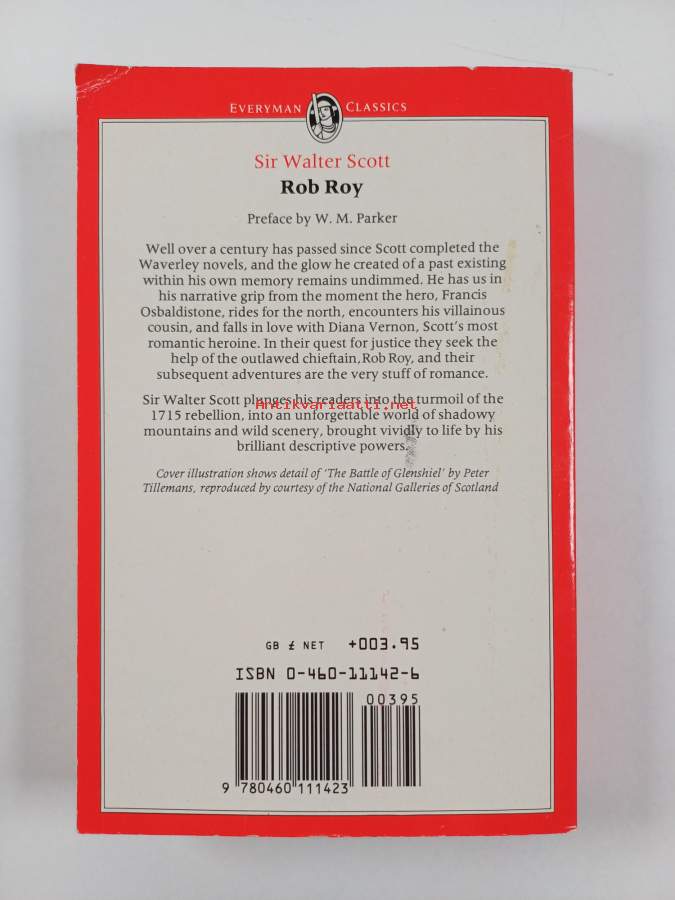 EVERYMAN CLASSICS
Sir Walter Scott
Rob Roy
Preface by W. M. Parker
Well over a century has passed since Scott completed the
Waverley novels, and the glow he created of a past existing
within his own memory remains undimmed. He has us in
his narrative grip from the moment the hero, Francis
Osbaldistone, rides for the north, encounters his villainous
cousin, and falls in love with Diana Vernon, Scott's most
romantic heroine. In their quest for justice they seek the
help of the outlawed chieftain, Rob Roy, and their
subsequent adventures are the very stuff of romance.
Sir Walter Scott plunges his readers into the turmoil of the
Antikvariaatti.net
1715 rebellion, into an unforgettable world of shadowy
mountains and wild scenery, brought vividly to life by his
brilliant descriptive powers.
Cover illustration shows detail of 'The Battle of Glenshiel' by Peter
Tillemans, reproduced by courtesy of the National Galleries of Scotland
GB £ NET +003.95
ISBN 0-460-11142-6
00395
9 780460 111423